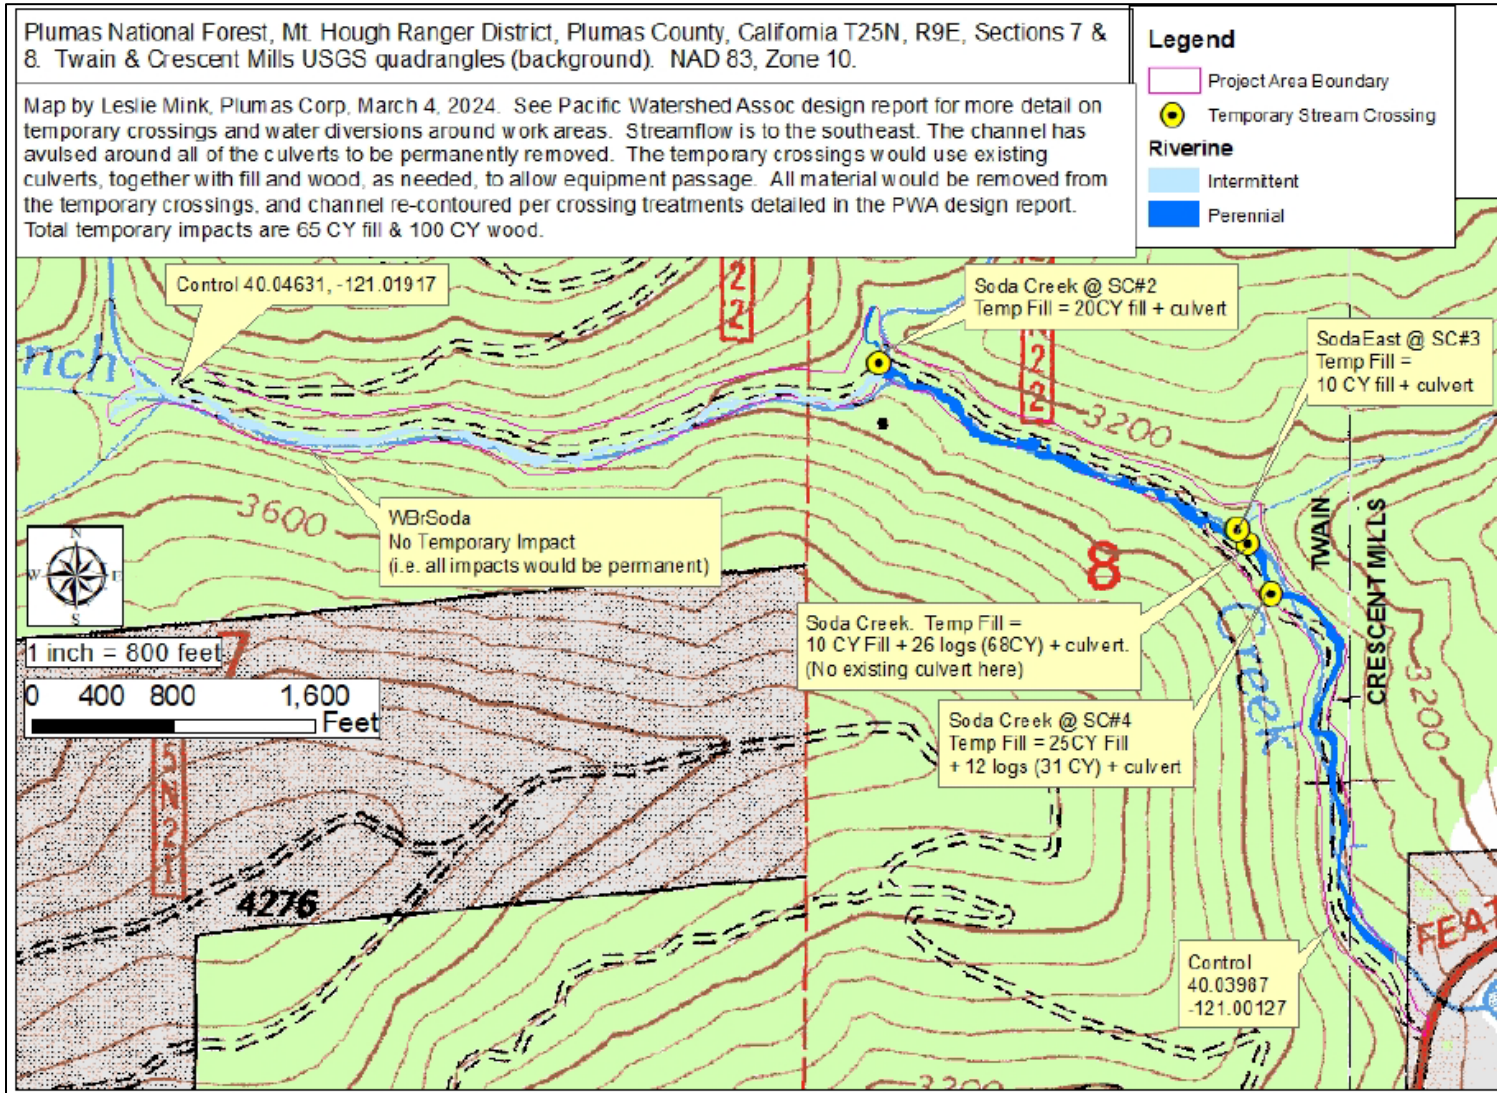 Plumas National Forest, Mt. Hough Ranger District, Plumas County, California T25N, R9E, Sections 7 &
8. Twain & Crescent Mills USGS quadrangles (background). NAD 83, Zone 10.
Map by Leslie Mink, Plumas Corp, March 4, 2024. See Pacific Watershed Assoc design report for more detail on
temporary crossings and water diversions around work areas. Streamflow is to the southeast. The channel has
avulsed around all of the culverts to be permanently removed. The temporary crossings would use existing
culverts, together with fill and wood, as needed, to allow equipment passage. All material would be removed from
the temporary crossings, and channel re-contoured per crossing treatments detailed in the PWA design report.
Total temporary impacts are 65 CY fill & 100 CY wood.
Legend
Project Area Boundary
Temporary Stream Crossing
Riverine
Intermittent
Perennial
Control 40.04631, -121.01917
22
Soda Creek @ SC#2
Temp Fill = 20CY fill + culvert
22
SodaEast @ SC#3
Temp Fill =
10 CY fill + culvert
nch
3200
3600
WBrSoda
No Temporary Impact
(i.e. all impacts would be permanent)
N
W
E
S
TWAIN
CRESCENT MILLS
8
Soda Creek. Temp Fill =
10 CY Fill + 26 logs (68CY) + culvert.
(No existing culvert here)
Creek
3200
1 inch = 800 feet
7
0 400 800 1,600
Feet
Soda Creek @ SC#4
Temp Fill = 25CY Fill
+ 12 logs (31 CY) + culvert
5N21
4276
FEAT
Control
40.03987
-121.00127
3200